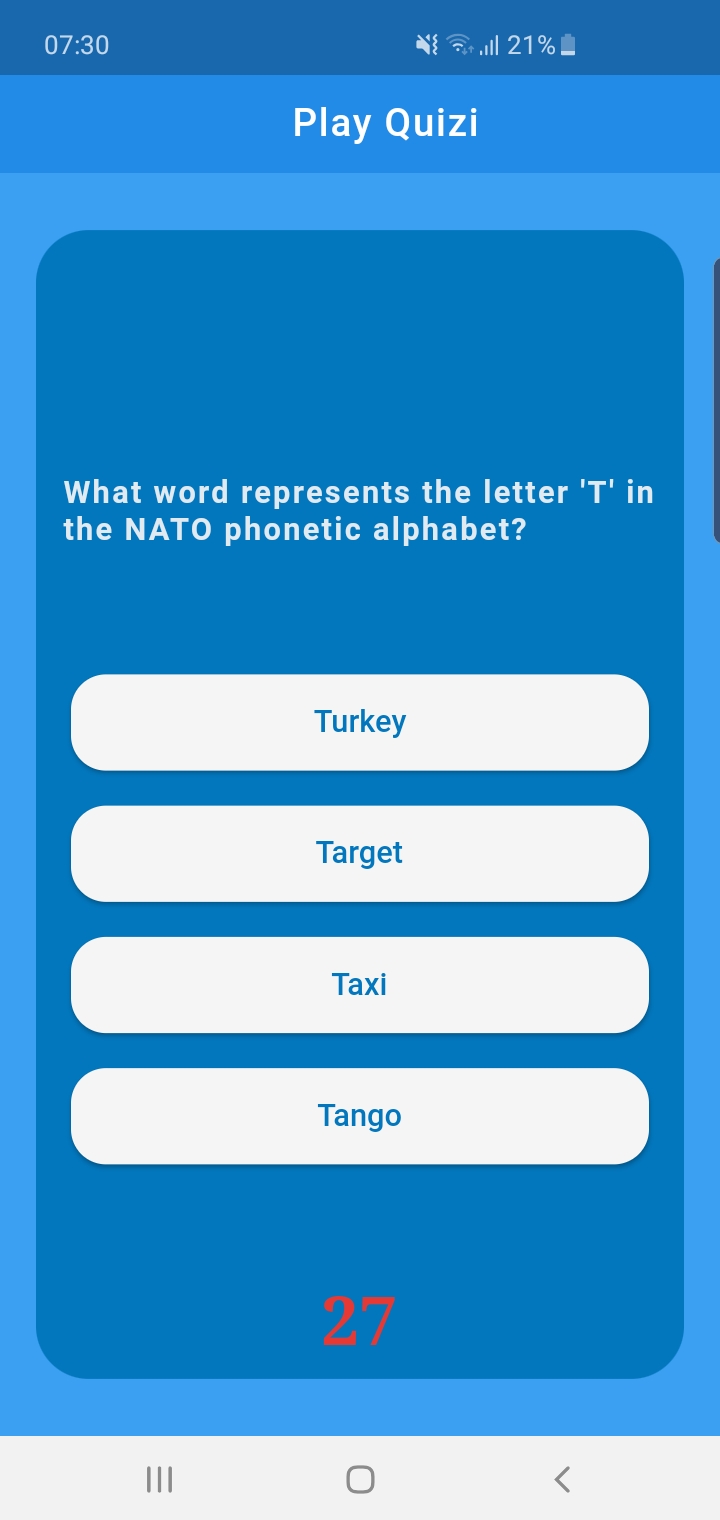 07:30
21%
Play Quizi
What word represents the letter 'T' in
the NATO phonetic alphabet?
Turkey
Target
Taxi
Tango
27